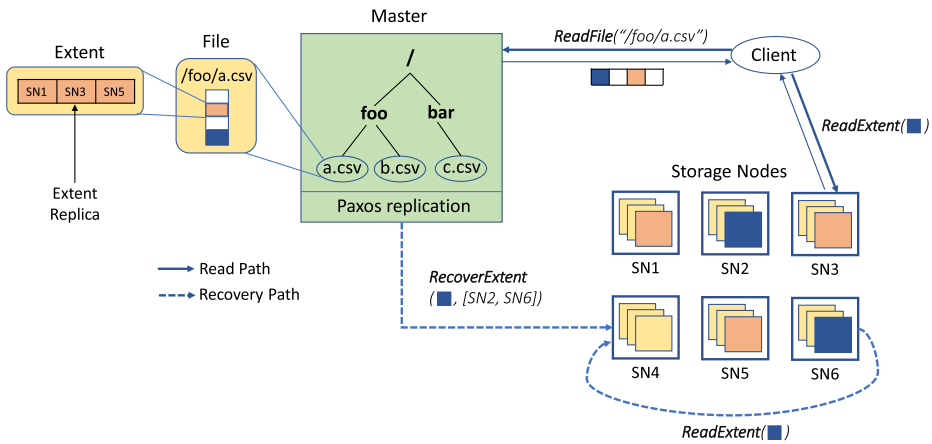 Master
ReadFile(“/foo/a.csv”)
Client
Extent
File
/foo/a.csv
SN1 SN3 SN5
Extent
Replica
/
foo bar
a.csv b.csv c.csv
Paxos replication
ReadExtent( )
Storage Nodes
SN1 SN2 SN3
Read Path
Recovery Path
RecoverExtent
( , [SN2, SN6])
SN4 SN5 SN6
ReadExtent( )